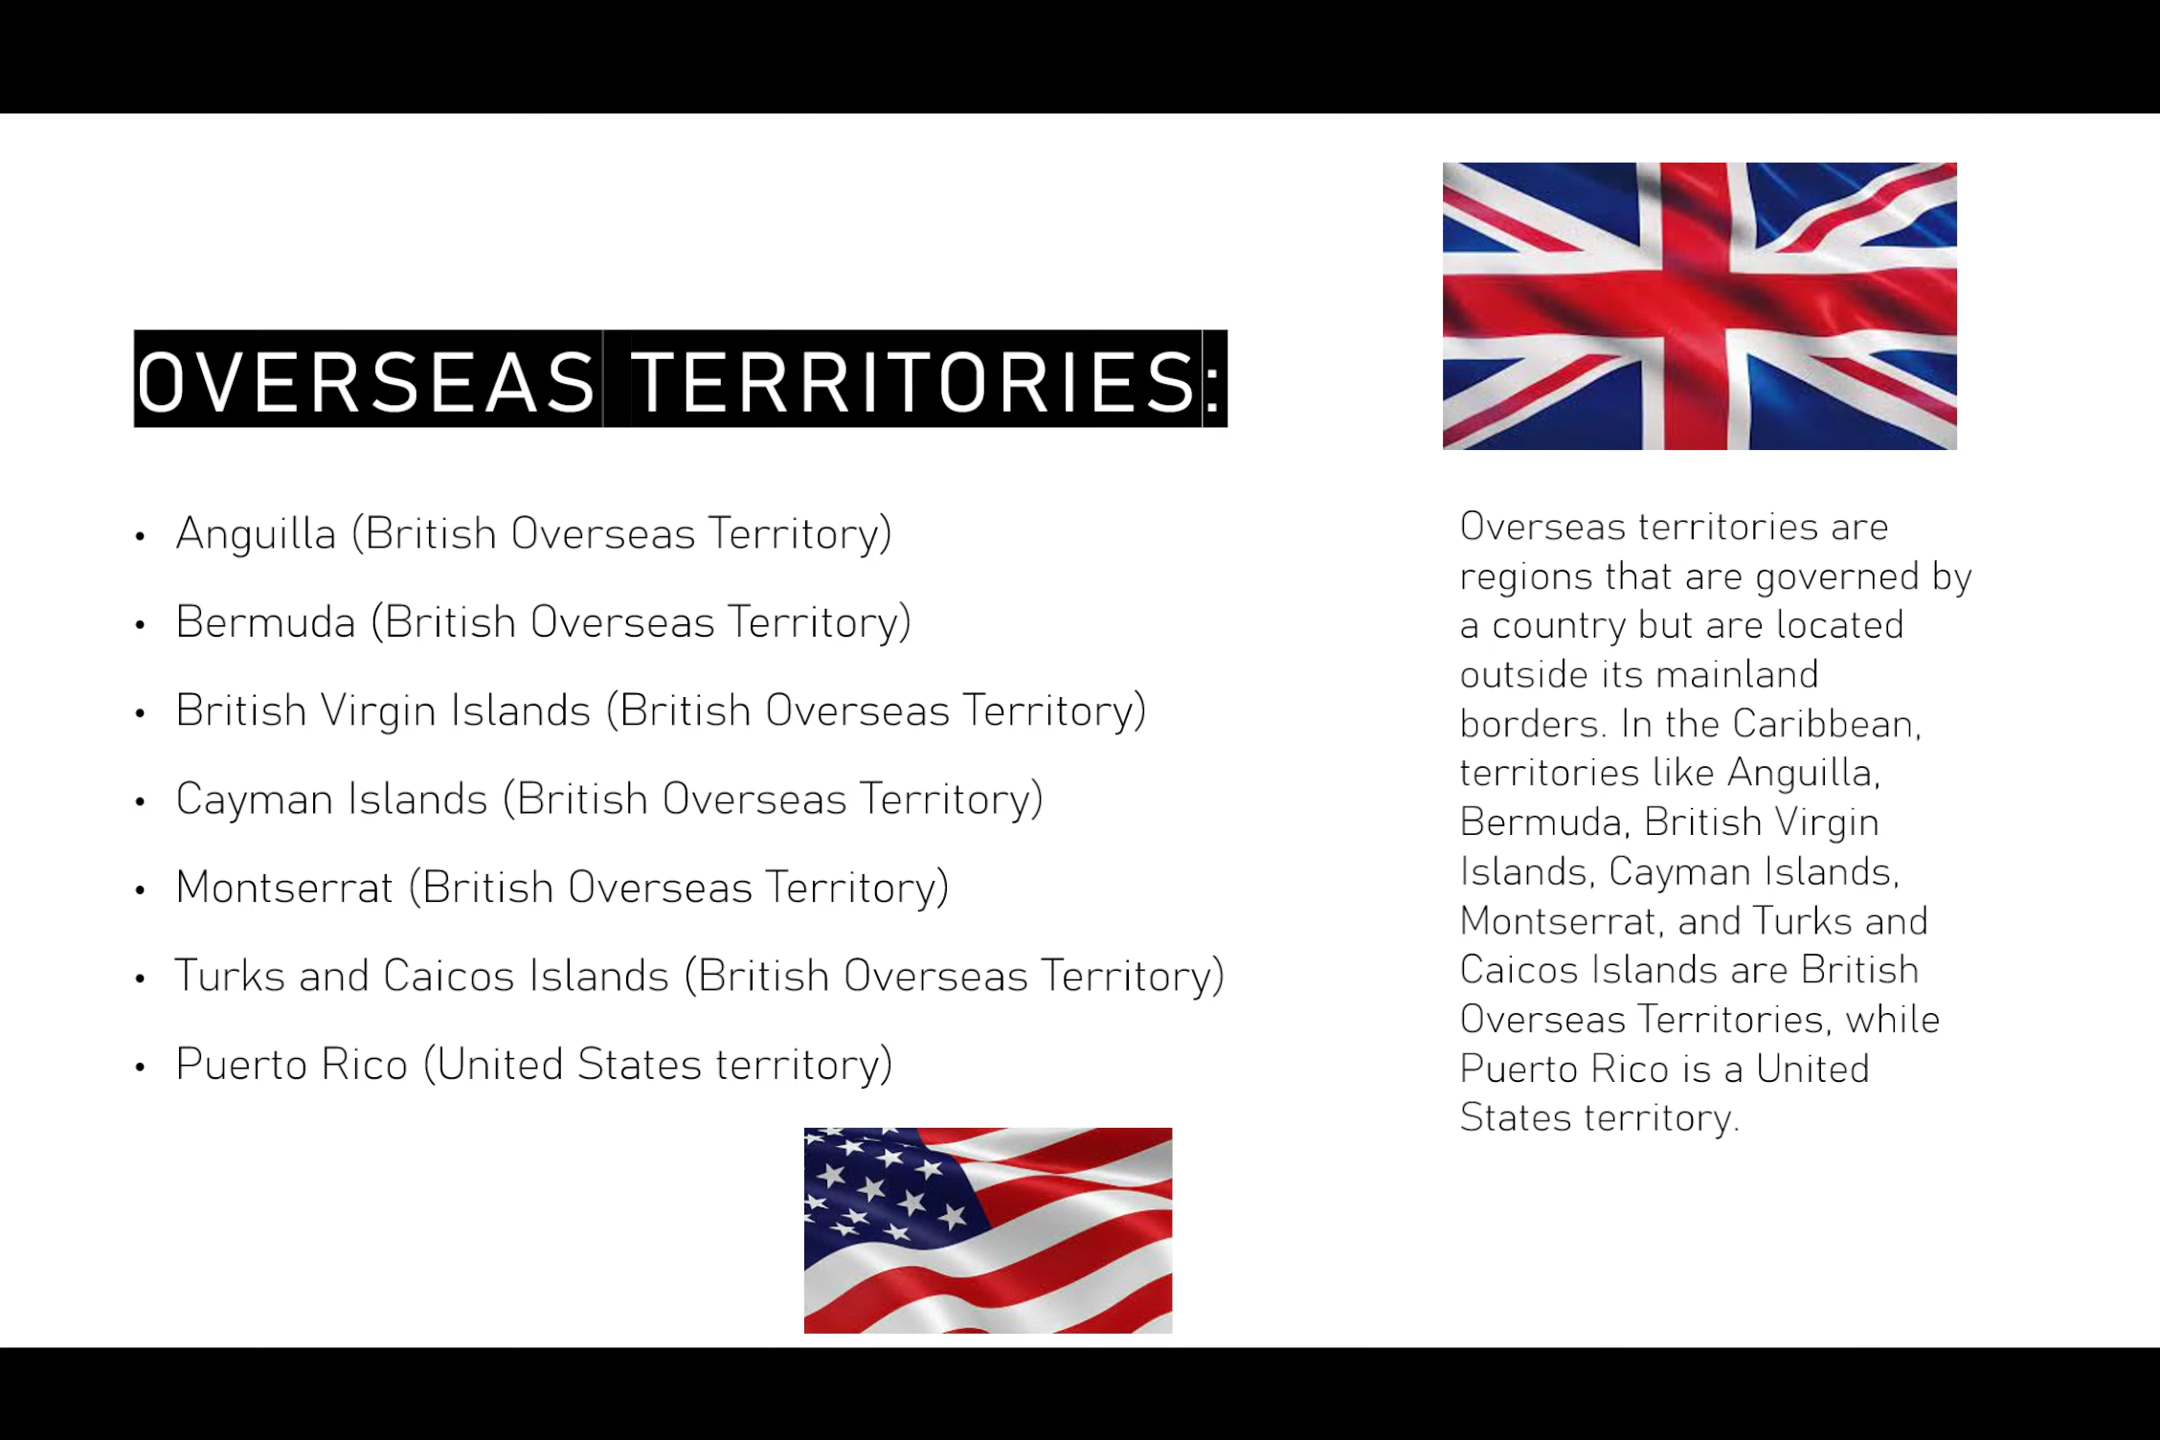 OVERSEAS TERRITORIES:
• Anguilla (British Overseas Territory)
• Bermuda (British Overseas Territory)
• British Virgin Islands (British Overseas Territory)
• Cayman Islands (British Overseas Territory)
• Montserrat (British Overseas Territory)
• Turks and Caicos Islands (British Overseas Territory)
• Puerto Rico (United States territory)
Overseas territories are
regions that are governed by
a country but are located
outside its mainland
borders. In the Caribbean,
territories like Anguilla,
Bermuda, British Virgin
Islands, Cayman Islands,
Montserrat, and Turks and
Caicos Islands are British
Overseas Territories, while
Puerto Rico is a United
States territory.